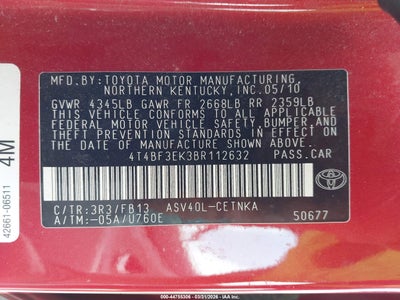 MFD.BY:TOYOTA MOTOR MANUFACTURING,
NORTHERN KENTUCKY,INC.05/10
GVWR 4345LB GAWR FR 2668LB RR 2359LB
THIS VEHICLE CONFORMS TO ALL APPLICABLE
FEDERAL MOTOR VEHICLE SAFETY,BUMPER,AND
THEFT PREVENTION STANDARDS IN EFFECT ON
THE DATE OF MANUFACTURE SHOWN ABOVE.
4T4BF3EK3BR112632 PASS.CAR
C/TR:3R3/FB13 ASV40L-CETNKA
A/TM:-05A/U760E
S0677
TOYOTA
42661-06511
4M
000-44755306 - 03/31/2026 - © IAA, Inc.